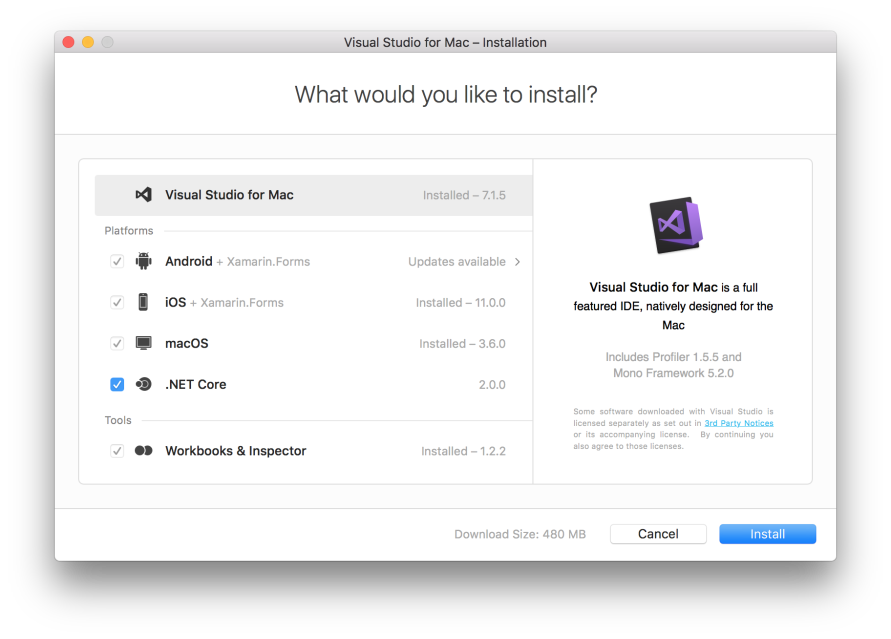 Visual Studio for Mac – Installation
What would you like to install?
Visual Studio for Mac Installed – 7.1.5
Platforms
Android + Xamarin.Forms Updates available
iOS + Xamarin.Forms Installed – 11.0.0
macOS Installed – 3.6.0
.NET Core 2.0.0
Tools
Workbooks & Inspector Installed – 1.2.2
Visual Studio for Mac is a full
featured IDE, natively designed for the
Mac
Includes Profiler 1.5.5 and
Mono Framework 5.2.0
Some software downloaded with Visual Studio is
licensed separately as set out in 3rd Party Notices
or its accompanying license. By continuing you
also agree to those licenses.
Download Size: 480 MB Cancel Install